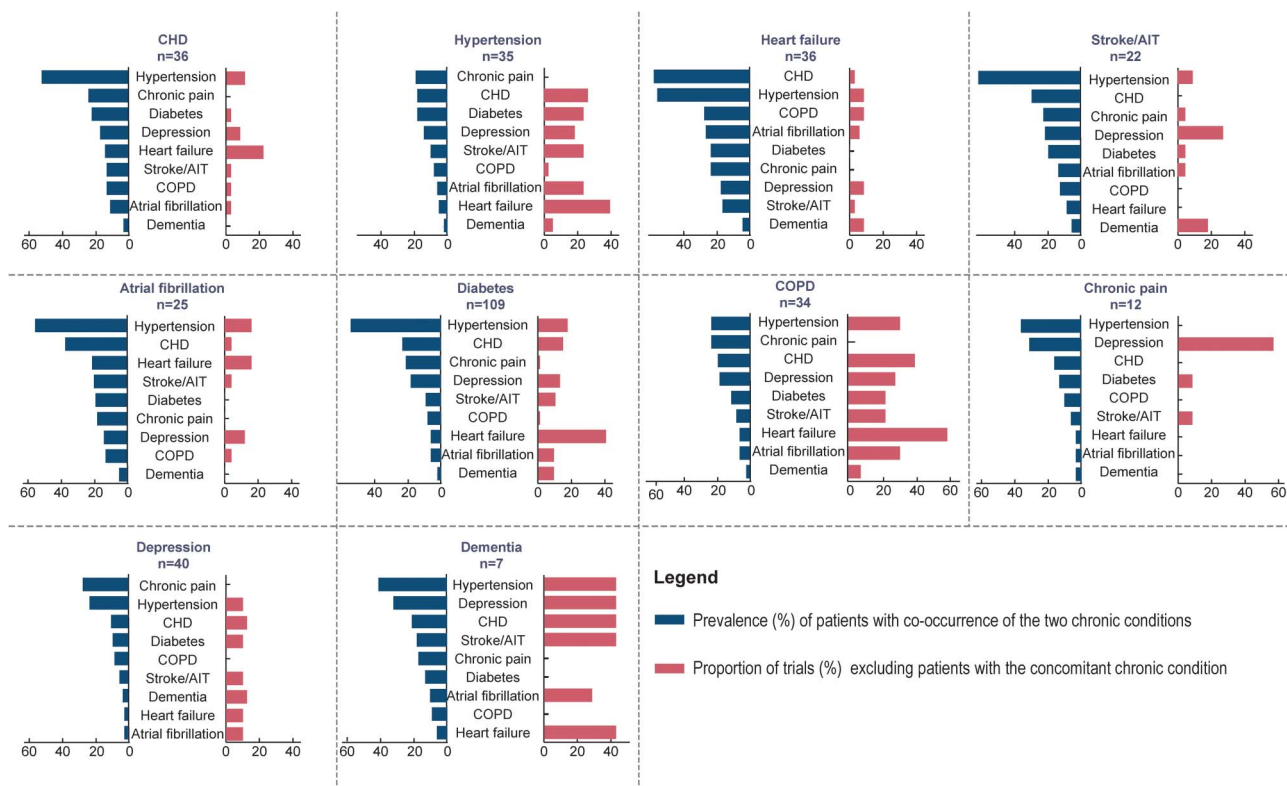 CHD
n=36
Hypertension
Chronic pain
Diabetes
Depression
Heart failure
Stroke/AIT
COPD
Atrial fibrillation
Dementia
60 40 20 0 0 20 40
Hypertension
n=35
Chronic pain
CHD
Diabetes
Depression
Stroke/AIT
COPD
Atrial fibrillation
Heart failure
Dementia
60 40 20 0 0 20 40
Heart failure
n=36
CHD
Hypertension
COPD
Atrial fibrillation
Diabetes
Chronic pain
Depression
Stroke/AIT
Dementia
60 40 20 0 0 20 40
Stroke/AIT
n=22
Hypertension
CHD
Chronic pain
Depression
Diabetes
Atrial fibrillation
COPD
Heart failure
Dementia
60 40 20 0 0 20 40
Atrial fibrillation
n=25
Hypertension
CHD
Heart failure
Stroke/AIT
Diabetes
Chronic pain
Depression
COPD
Dementia
60 40 20 0 0 20 40
Diabetes
n=109
Hypertension
CHD
Chronic pain
Depression
Stroke/AIT
COPD
Heart failure
Atrial fibrillation
Dementia
60 40 20 0 0 20 40
COPD
n=34
Hypertension
Chronic pain
CHD
Depression
Diabetes
Stroke/AIT
Heart failure
Atrial fibrillation
Dementia
60 40 20 0 0 20 40 60
Chronic pain
n=12
Hypertension
Depression
CHD
Diabetes
COPD
Stroke/AIT
Heart failure
Atrial fibrillation
Dementia
60 40 20 0 0 20 40 60
Depression
n=40
Chronic pain
Hypertension
CHD
Diabetes
COPD
Stroke/AIT
Dementia
Heart failure
Atrial fibrillation
60 40 20 0 0 20 40
Dementia
n=7
Hypertension
Depression
CHD
Stroke/AIT
Chronic pain
Diabetes
Atrial fibrillation
COPD
Heart failure
60 40 20 0 0 20 40
Legend
Prevalence (%) of patients with co-occurrence of the two chronic conditions
Proportion of trials (%) excluding patients with the concomitant chronic condition